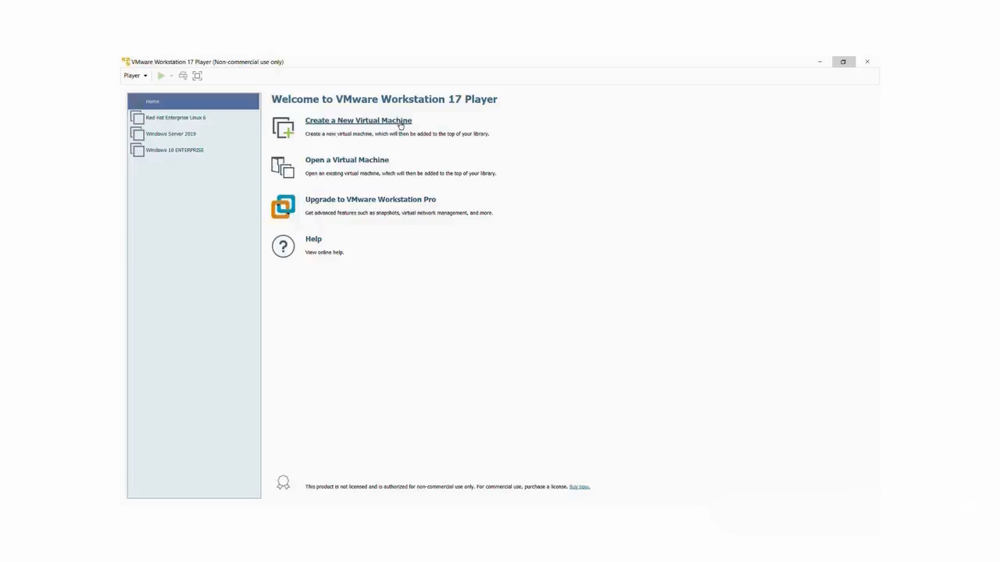 VMware Workstation 17 Player (Non-commercial use only)
Player
Home
Red Hat Enterprise Linux 6
Windows Server 2019
Windows 10 ENTERPRISE
Welcome to VMware Workstation 17 Player
Create a New Virtual Machine
Create a new virtual machine, which will then be added to the top of your library.
Open a Virtual Machine
Open an existing virtual machine, which will then be added to the top of your library.
Upgrade to VMware Workstation Pro
Get advanced features such as snapshots, virtual network management, and more.
?
Help
View online help.
This product is not licensed and is authorized for non-commercial use only. For commercial use, purchase a license. Buy now.